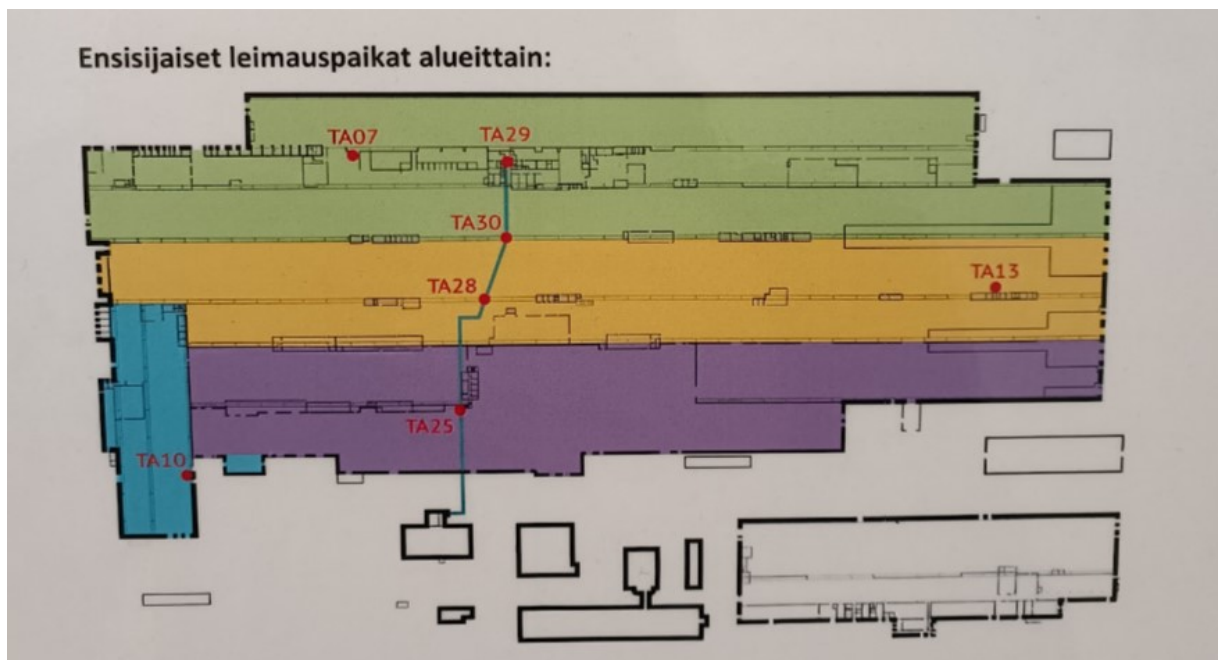 Ensisijaiset leimauspaikat alueittain:
TA07
TA29
TA30
TA28
TA13
TA25
TA10